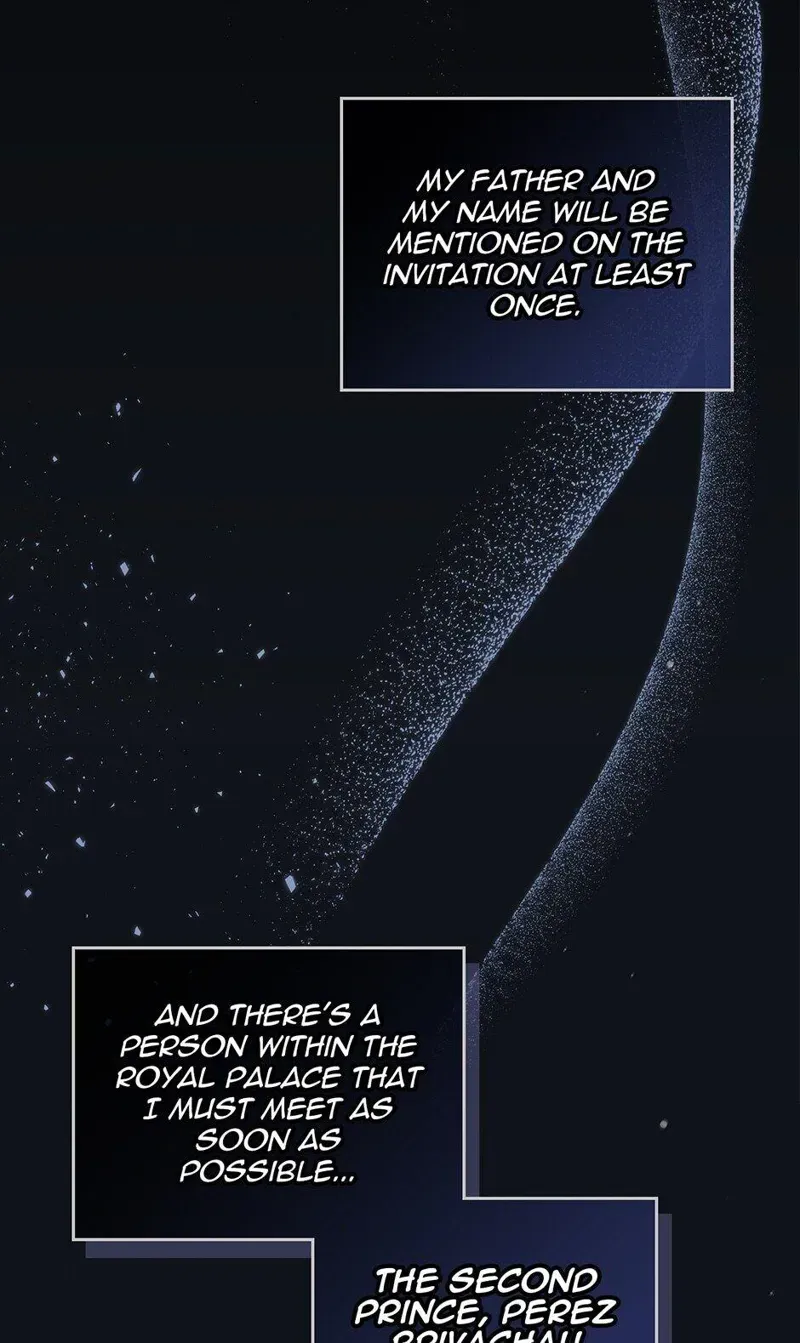 MY FATHER AND
MY NAME WILL BE
MENTIONED ON THE
INVITATION AT LEAST
ONCE.
AND THERE'S A
PERSON WITHIN THE
ROYAL PALACE THAT
I MUST MEET AS
SOON AS
POSSIBLE...
THE SECOND
PRINCE, PEREZ